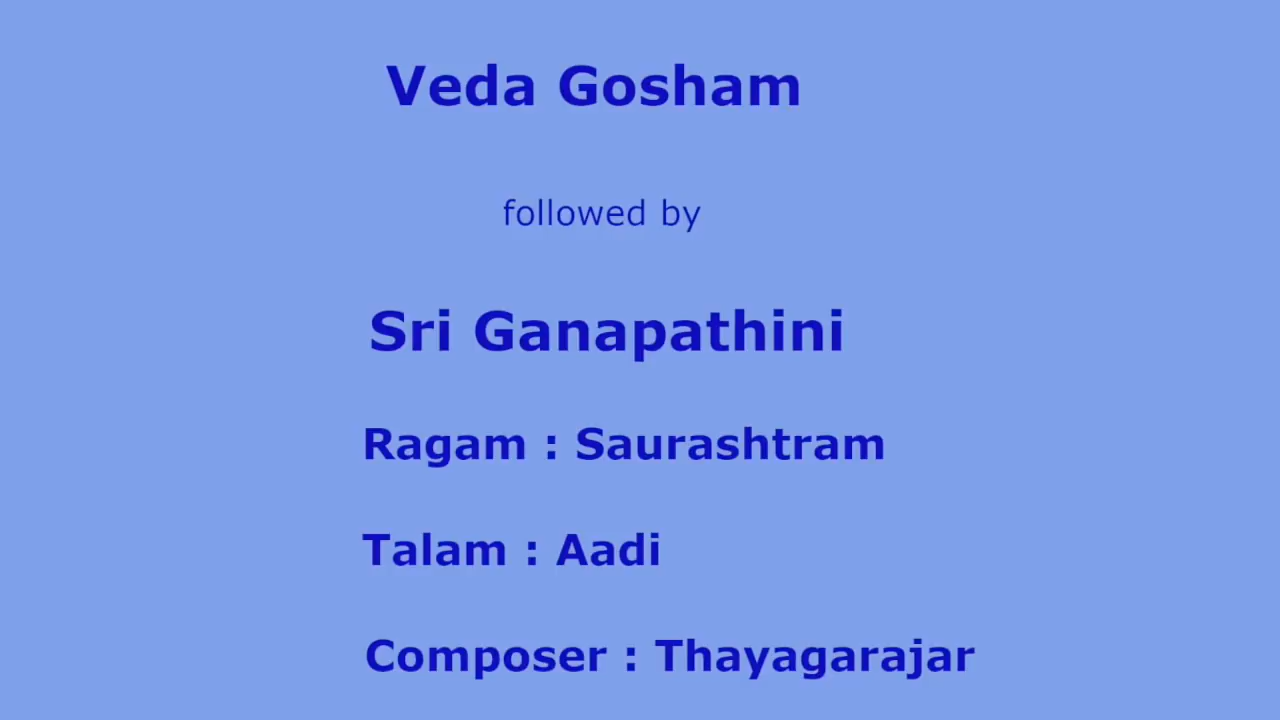 Veda Gosham
followed by
Sri Ganapathini
Ragam : Saurashtram
Talam : Aadi
Composer : Thayagarajar